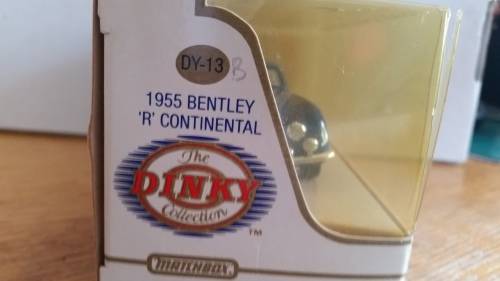 DY-13 B
1955 BENTLEY
'R' CONTINENTAL
The
DINKY
Collection
TM
MATCHBOX